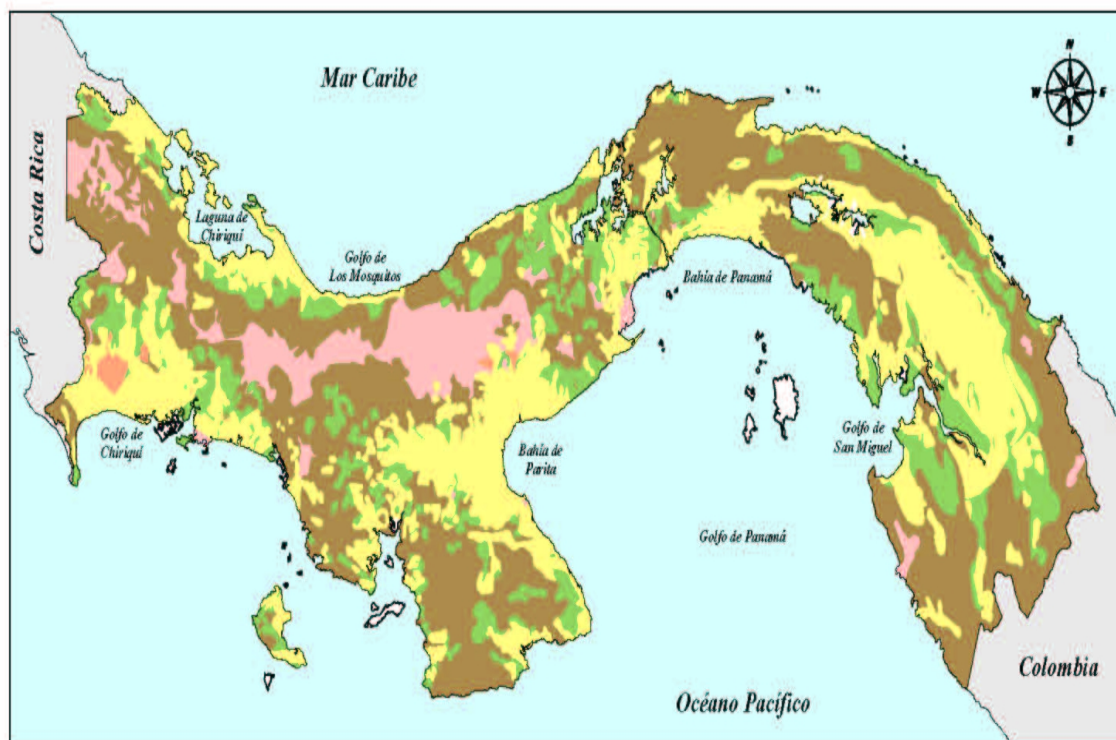 Mar Caribe
N
W E
S
Costa Rica
Laguna de
Chiriquí
Golfo de
Los Mosquitos
Bahía de Panamá
Golfo de
Chiriquí
Bahía de
Parita
Golfo de
San Miguel
Golfo de Panamá
Colombia
Océano Pacífico